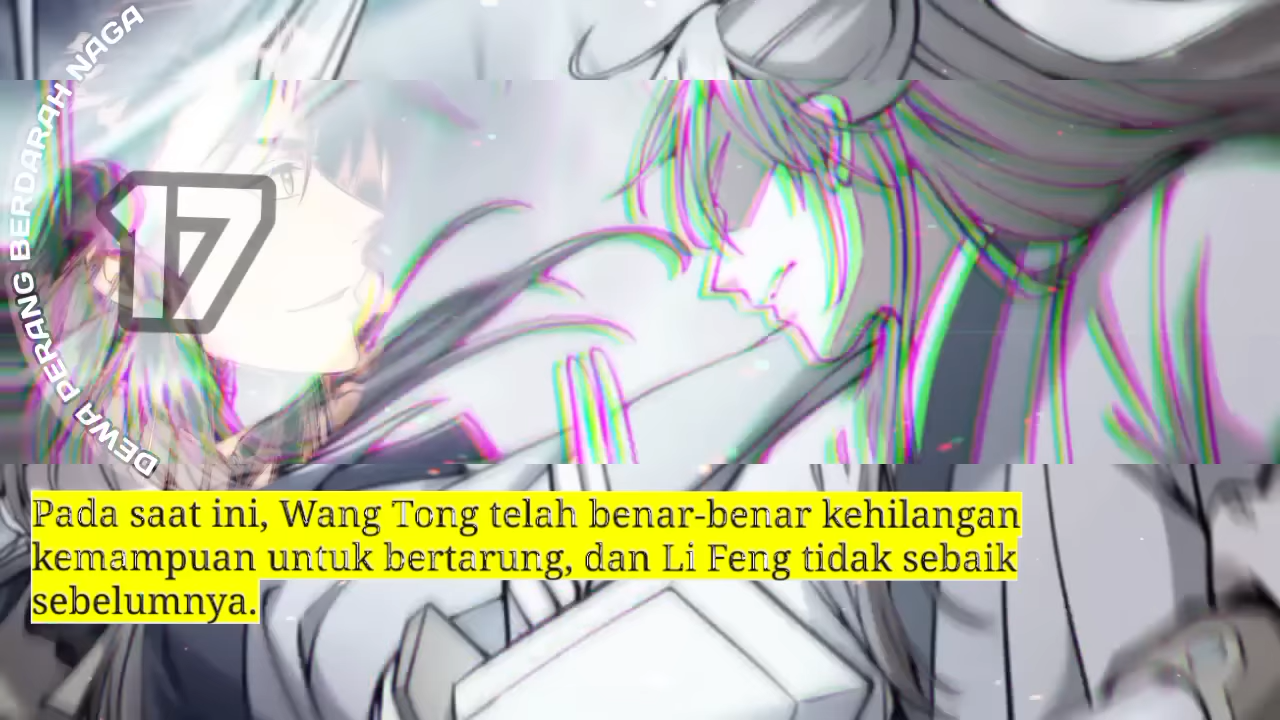 DEWA PERANG BERDARAH NAGA
17
Pada saat ini, Wang Tong telah benar-benar kehilangan
kemampuan untuk bertarung, dan Li Feng tidak sebaik
sebelumnya.